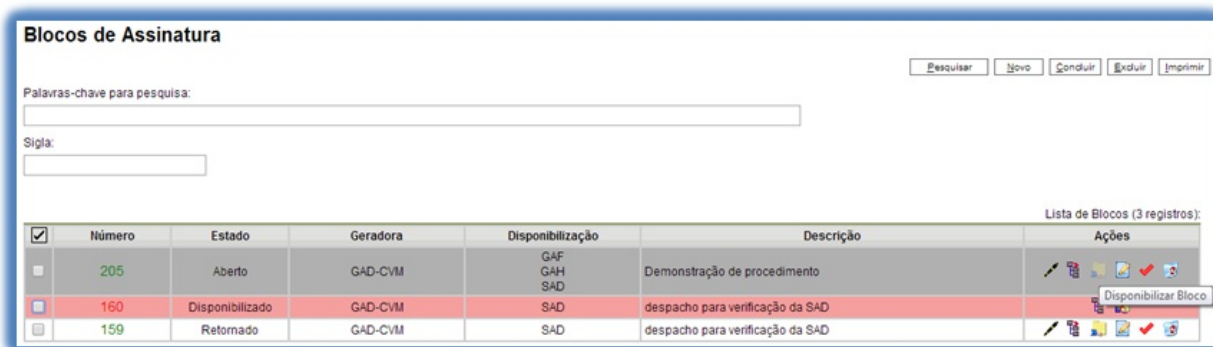 Blocos de Assinatura
Pesquisar Novo Concluir Excluir Imprimir
Palavras-chave para pesquisa:
Sigla:
Lista de Blocos (3 registros):
Número Estado Geradora Disponibilização Descrição Ações
205 Aberto GAD-CVM GAF GAH SAD Demonstração de procedimento
Disponibilizar Bloco
160 Disponibilizado GAD-CVM SAD despacho para verificação da SAD
159 Retornado GAD-CVM SAD despacho para verificação da SAD